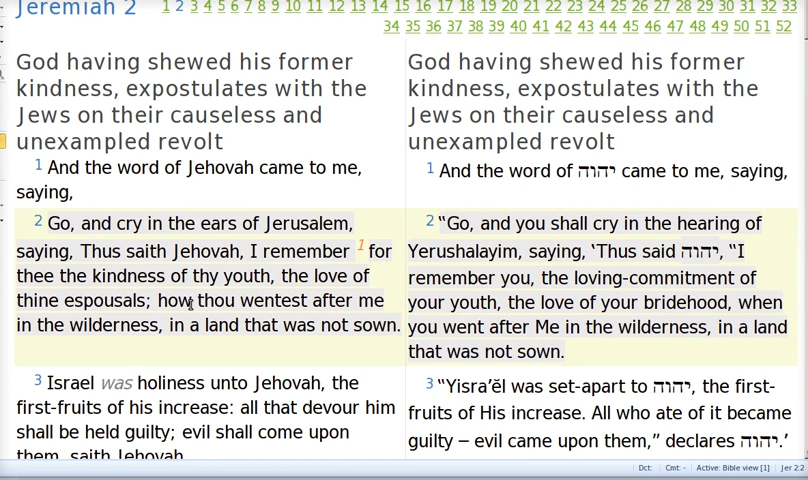 Jeremiah 2
1 2 3 4 5 6 7 8 9 10 11 12 13 14 15 16 17 18 19 20 21 22 23 24 25 26 27 28 29 30 31 32 33
34 35 36 37 38 39 40 41 42 43 44 45 46 47 48 49 50 51 52
God having shewed his former
kindness, expostulates with the
Jews on their causeless and
unexampled revolt
1 And the word of Jehovah came to me,
saying,
2 Go, and cry in the ears of Jerusalem,
saying, Thus saith Jehovah, I remember 1 for
thee the kindness of thy youth, the love of
thine espousals; how thou wentest after me
in the wilderness, in a land that was not sown.
3 Israel was holiness unto Jehovah, the
first-fruits of his increase: all that devour him
shall be held guilty; evil shall come upon
them, saith Jehovah
God having shewed his former
kindness, expostulates with the
Jews on their causeless and
unexampled revolt
1 And the word of יהוה came to me, saying,
2 “Go, and you shall cry in the hearing of
Yerushalayim, saying, ‘Thus said יהוה, “I
remember you, the loving-commitment of
your youth, the love of your bridehood, when
you went after Me in the wilderness, in a land
that was not sown.
3 “Yisra’ĕl was set-apart to יהוה, the first-
fruits of His increase. All who ate of it became
guilty – evil came upon them,” declares יהוה.’
Dct: Cmt: - Active: Bible view [1] Jer 2:2